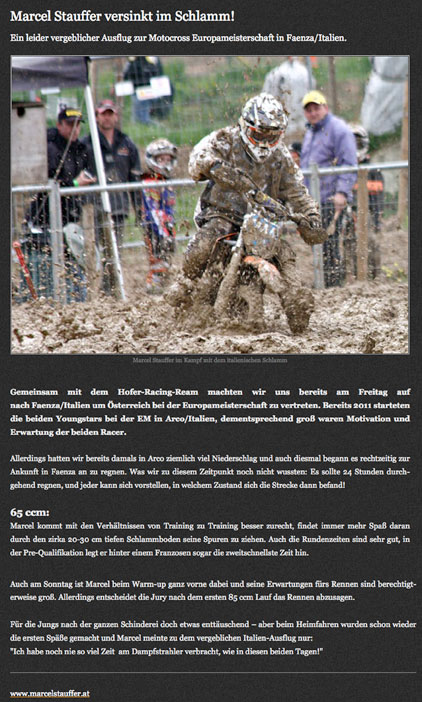 Marcel Stauffer versinkt im Schlamm!
Ein leider vergeblicher Ausflug zur Motocross Europameisterschaft in Faenza/Italien.
Marcel Stauffer im Kampf mit dem italienischen Schlamm
Gemeinsam mit dem Hofer-Racing-Ream machten wir uns bereits am Freitag auf
nach Faenza/Italien um Österreich bei der Europameisterschaft zu vertreten. Bereits 2011 starteten
die beiden Youngstars bei der EM in Arco/Italien, dementsprechend groß waren Motivation und
Erwartung der beiden Racer.
Allerdings hatten wir bereits damals in Arco ziemlich viel Niederschlag und auch diesmal begann es rechtzeitig zur
Ankunft in Faenza an zu regnen. Was wir zu diesem Zeitpunkt noch nicht wussten: Es sollte 24 Stunden durch-
gehend regnen, und jeder kann sich vorstellen, in welchem Zustand sich die Strecke dann befand!
65 ccm:
Marcel kommt mit den Verhältnissen von Training zu Training besser zurecht, findet immer mehr Spaß daran
durch den zirka 20-30 cm tiefen Schlammboden seine Spuren zu ziehen. Auch die Rundenzeiten sind sehr gut, in
der Pre-Qualifikation legt er hinter einem Franzosen sogar die zweitschnellste Zeit hin.
Auch am Sonntag ist Marcel beim Warm-up ganz vorne dabei und seine Erwartungen fürs Rennen sind berechtigt-
erweise groß. Allerdings entscheidet die Jury nach dem ersten 85 ccm Lauf das Rennen abzusagen.
Für die Jungs nach der ganzen Schinderei doch etwas enttäuschend – aber beim Heimfahren wurden schon wieder
die ersten Späße gemacht und Marcel meinte zu dem vergeblichen Italien-Ausflug nur:
"Ich habe noch nie so viel Zeit am Dampfstrahler verbracht, wie in diesen beiden Tagen!"
www.marcelstauffer.at